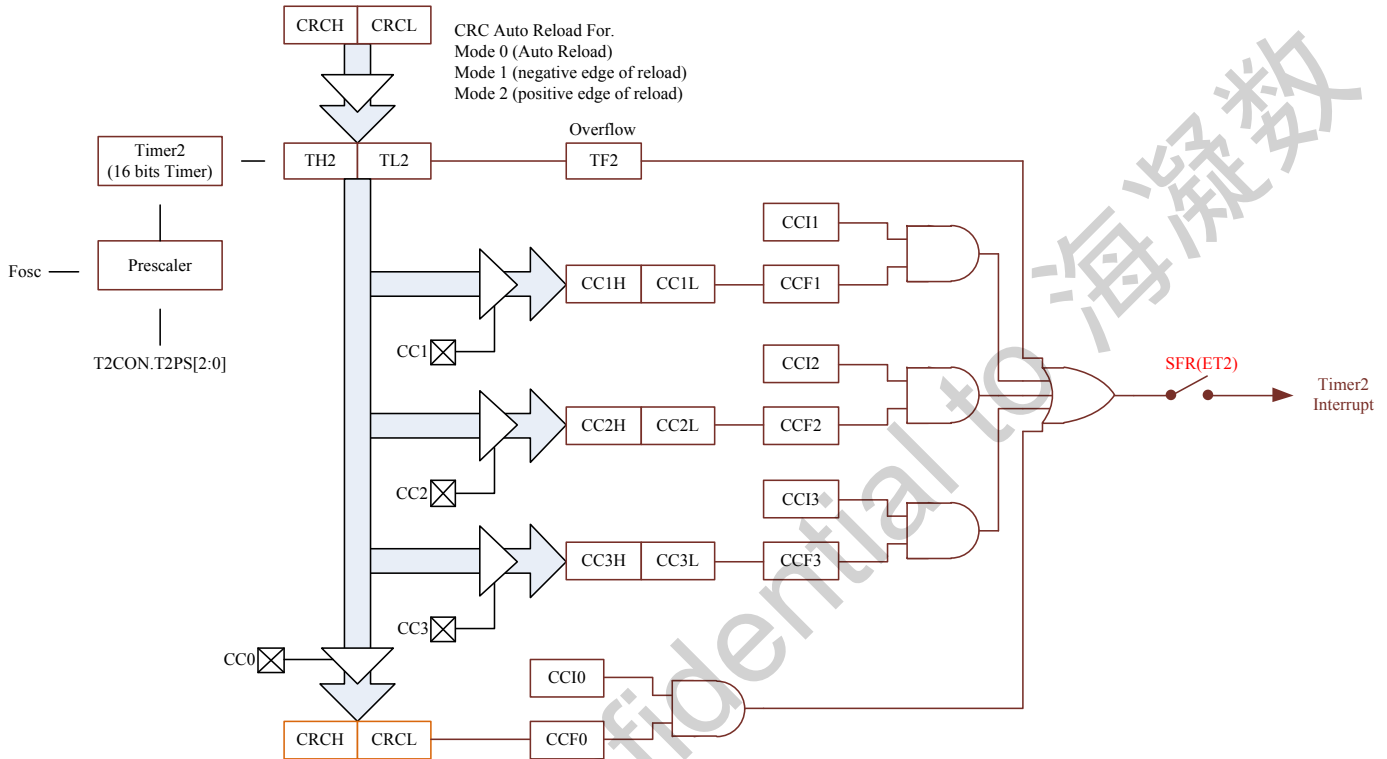 CRCH CRCL
CRC Auto Reload For.
Mode 0 (Auto Reload)
Mode 1 (negative edge of reload)
Mode 2 (positive edge of reload)
Overflow
Timer2
(16 bits Timer)
TH2 TL2
TF2
Fosc
Prescaler
T2CON.T2PS[2:0]
CCI1
CC1H CC1L
CCF1
CC1
CCI2
CC2H CC2L
CCF2
CC2
SFR(ET2)
Timer2
Interrupt
CCI3
CC3H CC3L
CCF3
CC3
CC0
CCI0
CRCH CRCL
CCF0
fidential to 海凝数